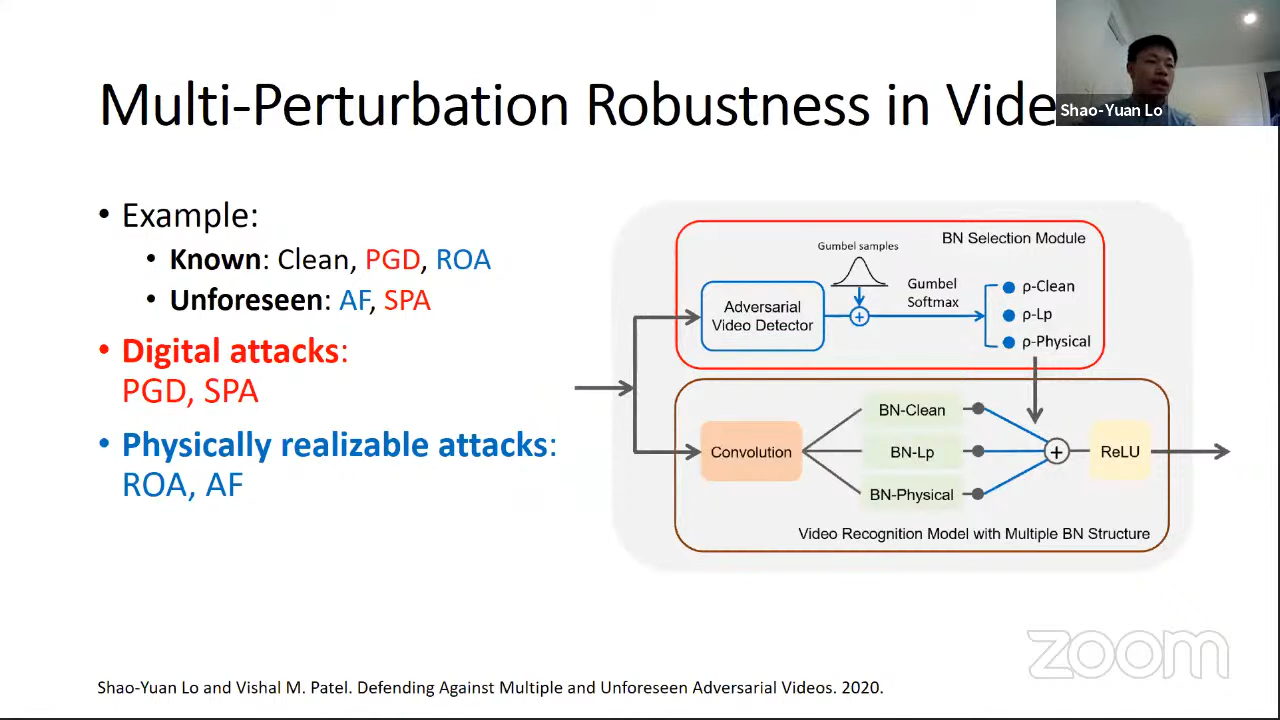 Multi-Perturbation Robustness in Vide
Shao-Yuan Lo
• Example:
• Known: Clean, PGD, ROA
• Unforeseen: AF, SPA
• Digital attacks:
PGD, SPA
• Physically realizable attacks:
ROA, AF
BN Selection Module
Gumbel samples
Adversarial
Video Detector
+
Gumbel
Softmax
ρ-Clean
ρ-Lp
ρ-Physical
Convolution
BN-Clean
BN-Lp
BN-Physical
+
ReLU
Video Recognition Model with Multiple BN Structure
zoom
Shao-Yuan Lo and Vishal M. Patel. Defending Against Multiple and Unforeseen Adversarial Videos. 2020.